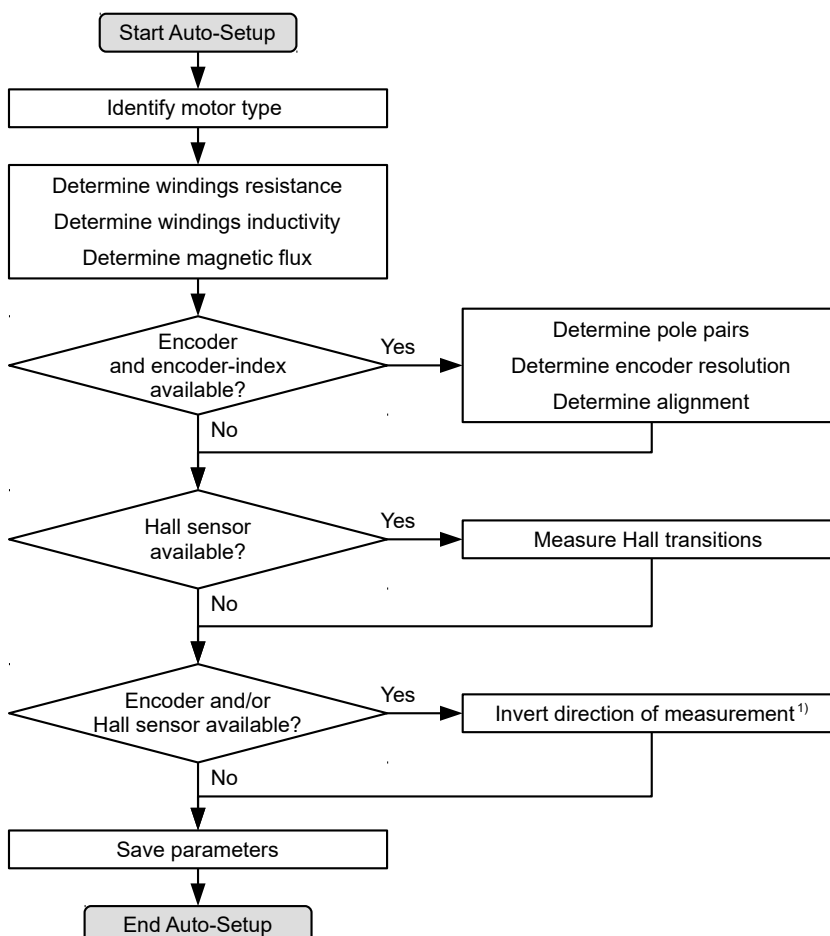 Start Auto-Setup
Identify motor type
Determine windings resistance
Determine windings inductivity
Determine magnetic flux
Encoder
and encoder-index
available?
Yes
No
Determine pole pairs
Determine encoder resolution
Determine alignment
Hall sensor
available?
Yes
No
Measure Hall transitions
Encoder and/or
Hall sensor available?
Yes
No
Invert direction of measurement1)
Save parameters
End Auto-Setup